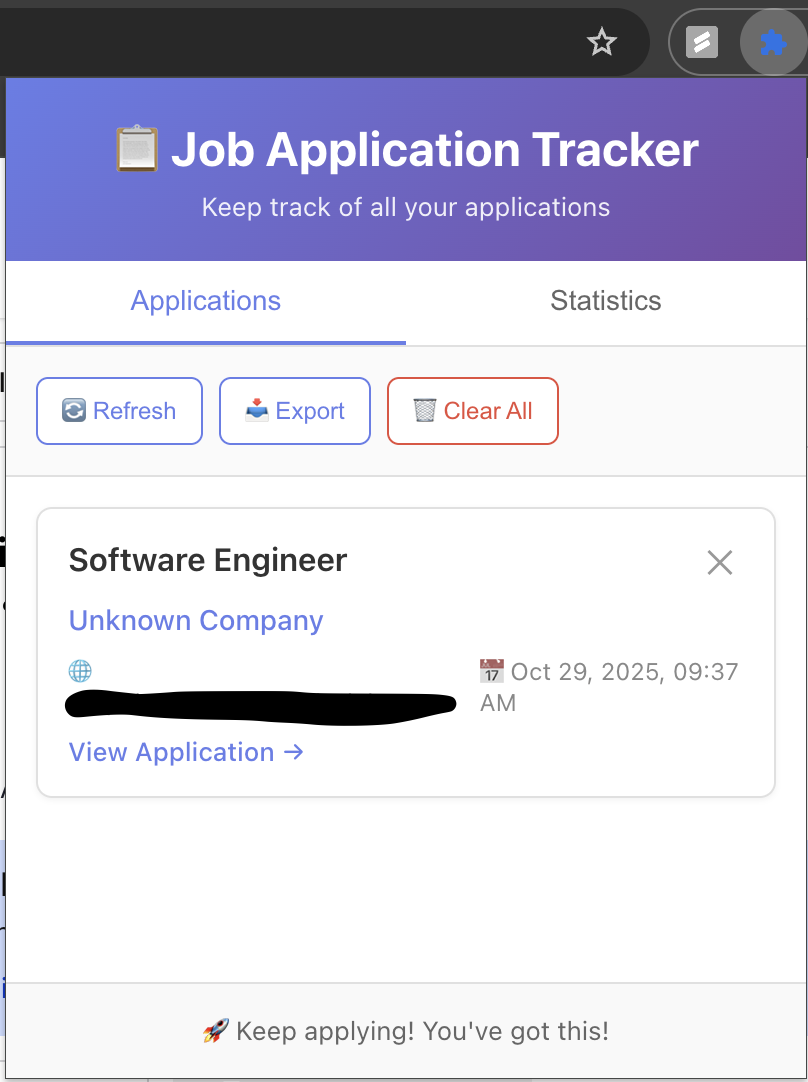 Job Application Tracker
Keep track of all your applications
Applications
Statistics
Refresh
Export
Clear All
Software Engineer
Unknown Company
17 Oct 29, 2025, 09:37
AM
View Application →
Keep applying! You've got this!